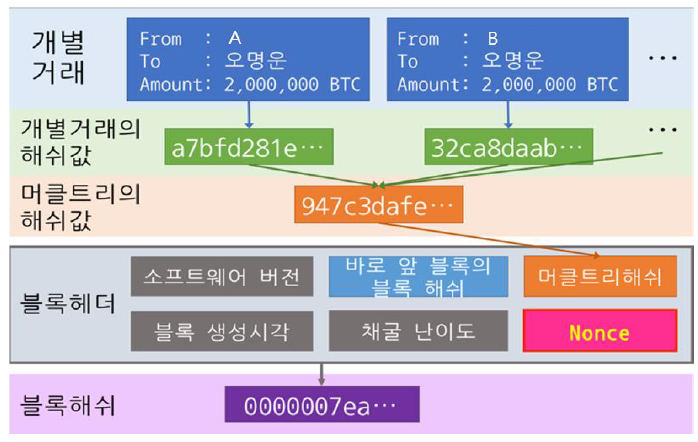 개별
거래
From : A
To : 오명운
Amount: 2,000,000 BTC
From : B
To : 오명운
Amount: 2,000,000 BTC
...
개별거래의
해쉬값
a7bfd281e...
32ca8daab...
...
머클트리의
해쉬값
947c3dafe...
블록헤더
소프트웨어 버전
바로 앞 블록의
블록 해쉬
머클트리해쉬
블록 생성시각
채굴 난이도
Nonce
블록해쉬
0000007ea...